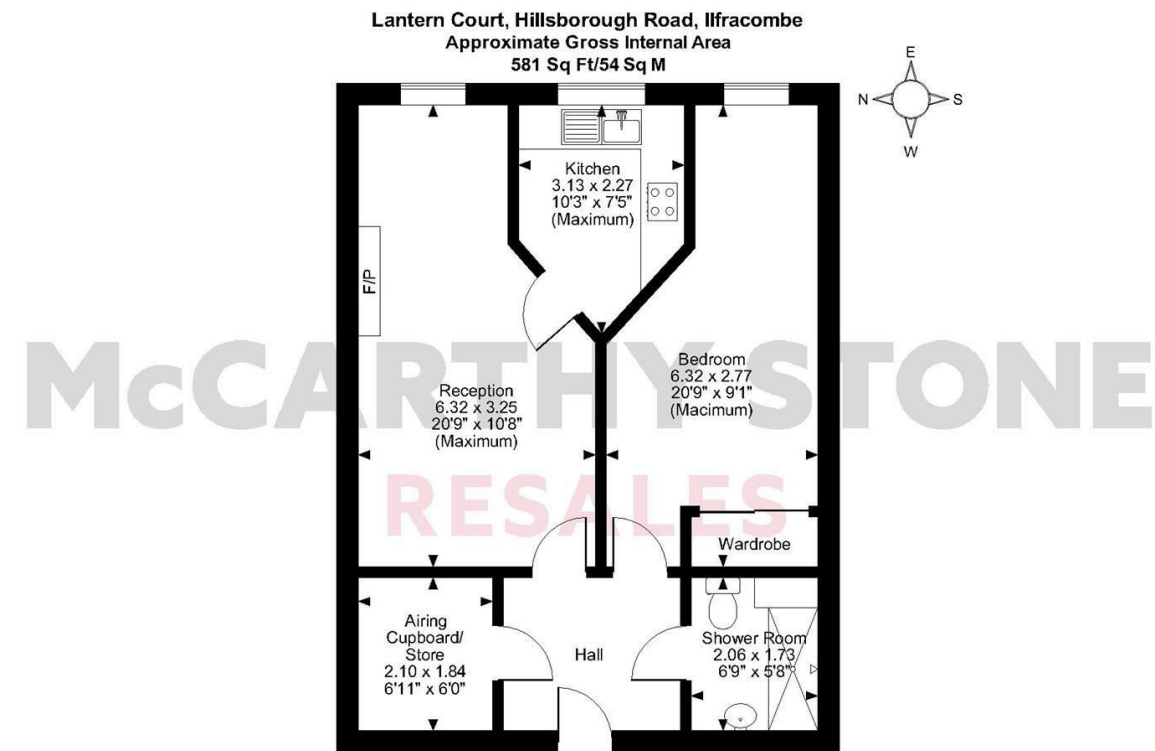 Lantern Court, Hillsborough Road, Ilfracombe
Approximate Gross Internal Area
581 Sq Ft/54 Sq M
E
N
S
W
Kitchen
3.13 x 2.27
10'3" x 7'5"
(Maximum)
F/P
McCARTHY STONE
RESALES
Reception
6.32 x 3.25
20'9" x 10'8"
(Maximum)
Bedroom
6.32 x 2.77
20'9" x 9'1"
(Macimum)
Wardrobe
Airing
Cupboard/
Store
2.10 x 1.84
6'11" x 6'0"
Hall
Shower Room
2.06 x 1.73
6'9" x 5'8"